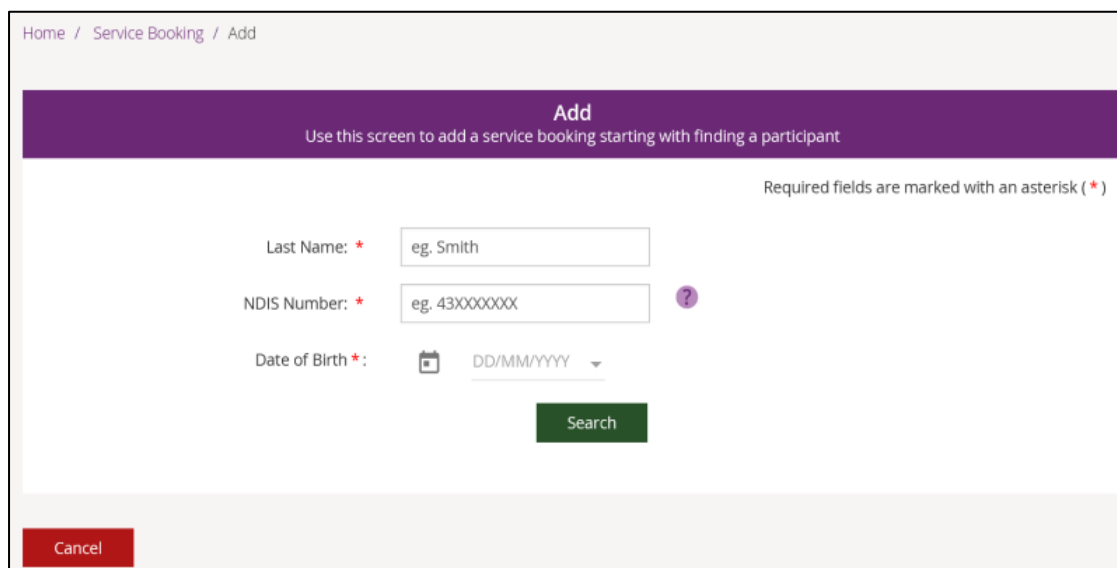 Home / Service Booking / Add
Add
Use this screen to add a service booking starting with finding a participant
Required fields are marked with an asterisk (*)
Last Name: * eg. Smith
NDIS Number: * eg. 43XXXXXXX ?
Date of Birth *: DD/MM/YYYY
Search
Cancel